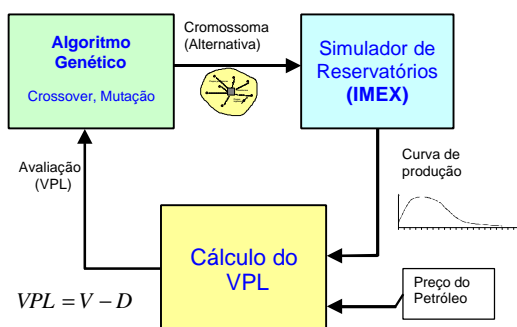 Algoritmo
Genético
Crossover, Mutação
Cromossoma
(Alternativa)
Simulador de
Reservatórios
(IMEX)
Avaliação
(VPL)
Curva de
produção
Cálculo do
VPL
VPL = V − D
Preço do
Petróleo